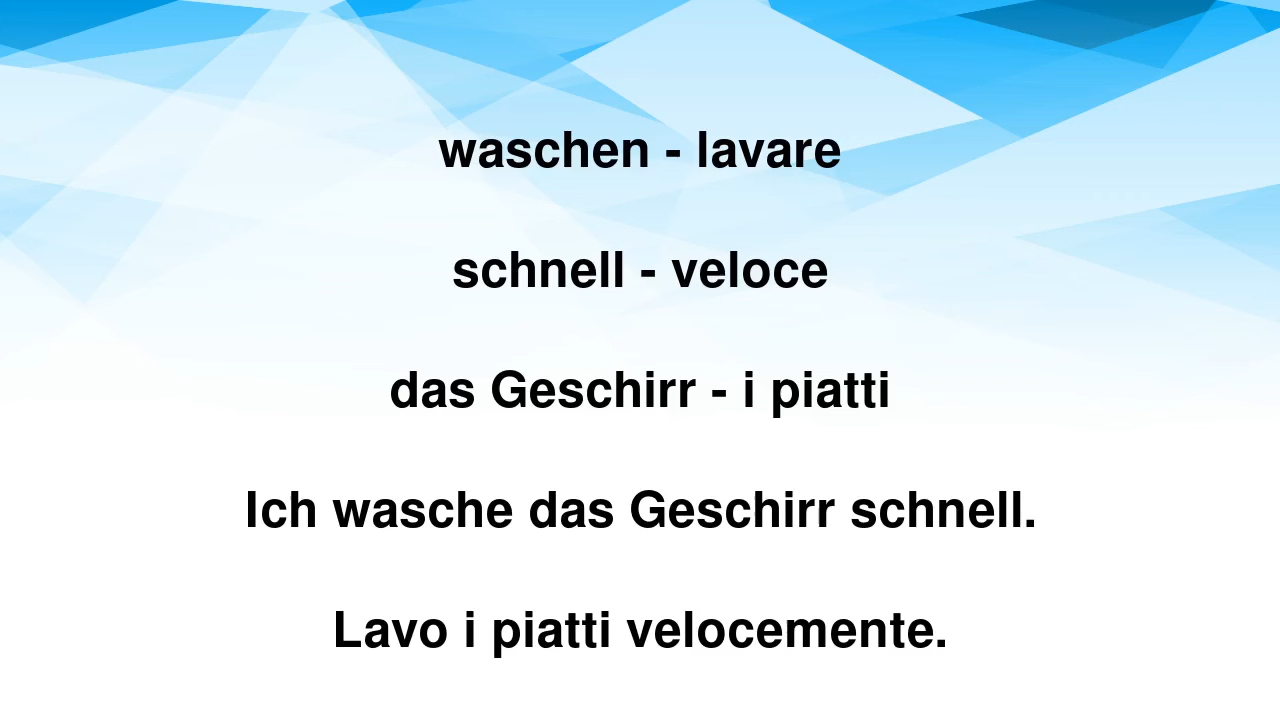 waschen - lavare
schnell - veloce
das Geschirr - i piatti
Ich wasche das Geschirr schnell.
Lavo i piatti velocemente.